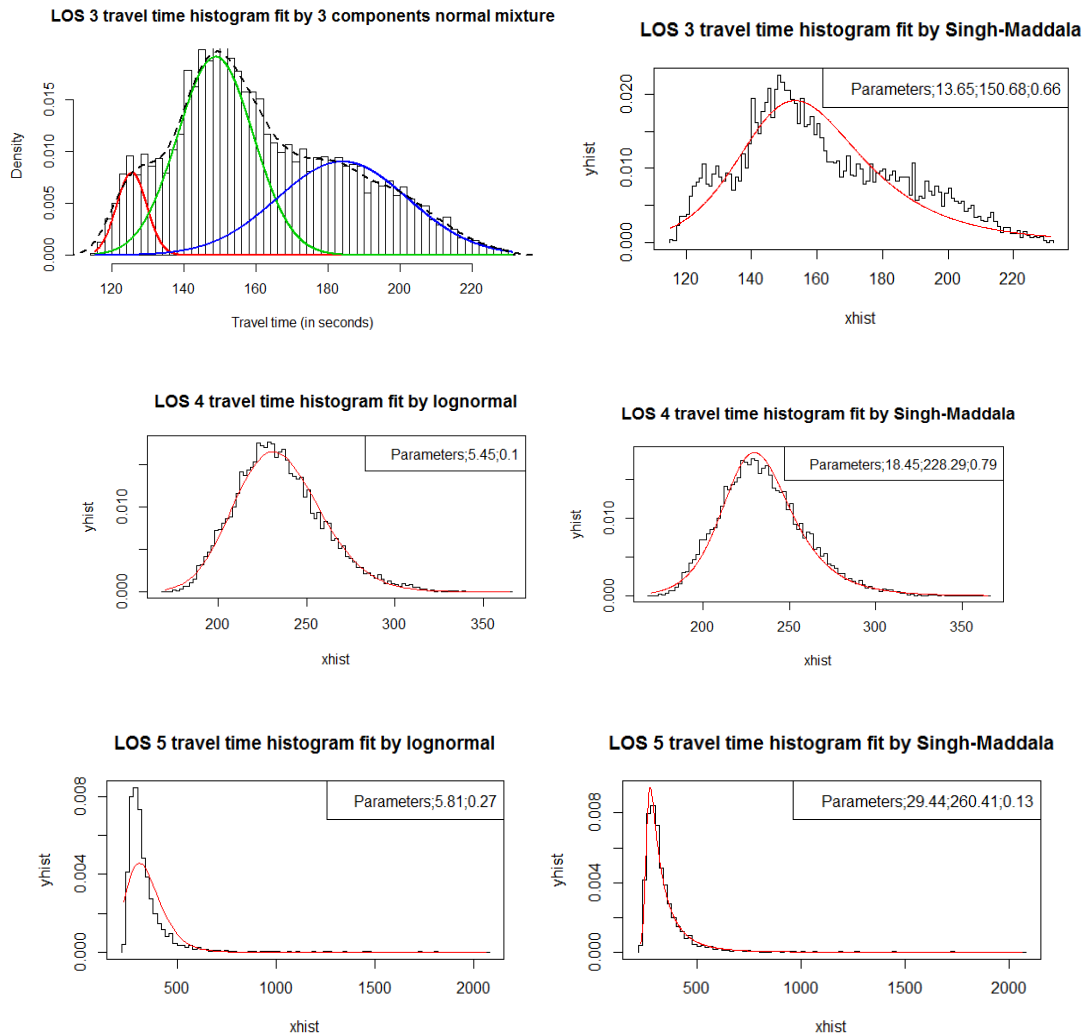 LOS 3 travel time histogram fit by 3 components normal mixture
Density
0.000
0.005
0.010
0.015
120 140 160 180 200 220
Travel time (in seconds)
LOS 3 travel time histogram fit by Singh-Maddala
Parameters;13.65;150.68;0.66
yhist
0.000
0.010
0.020
120 140 160 180 200 220
xhist
LOS 4 travel time histogram fit by lognormal
Parameters;5.45;0.1
yhist
0.000
0.010
200 250 300 350
xhist
LOS 4 travel time histogram fit by Singh-Maddala
Parameters;18.45;228.29;0.79
yhist
0.000
0.010
200 250 300 350
xhist
LOS 5 travel time histogram fit by lognormal
Parameters;5.81;0.27
yhist
0.000
0.004
0.008
500 1000 1500 2000
xhist
LOS 5 travel time histogram fit by Singh-Maddala
Parameters;29.44;260.41;0.13
yhist
0.000
0.004
0.008
500 1000 1500 2000
xhist